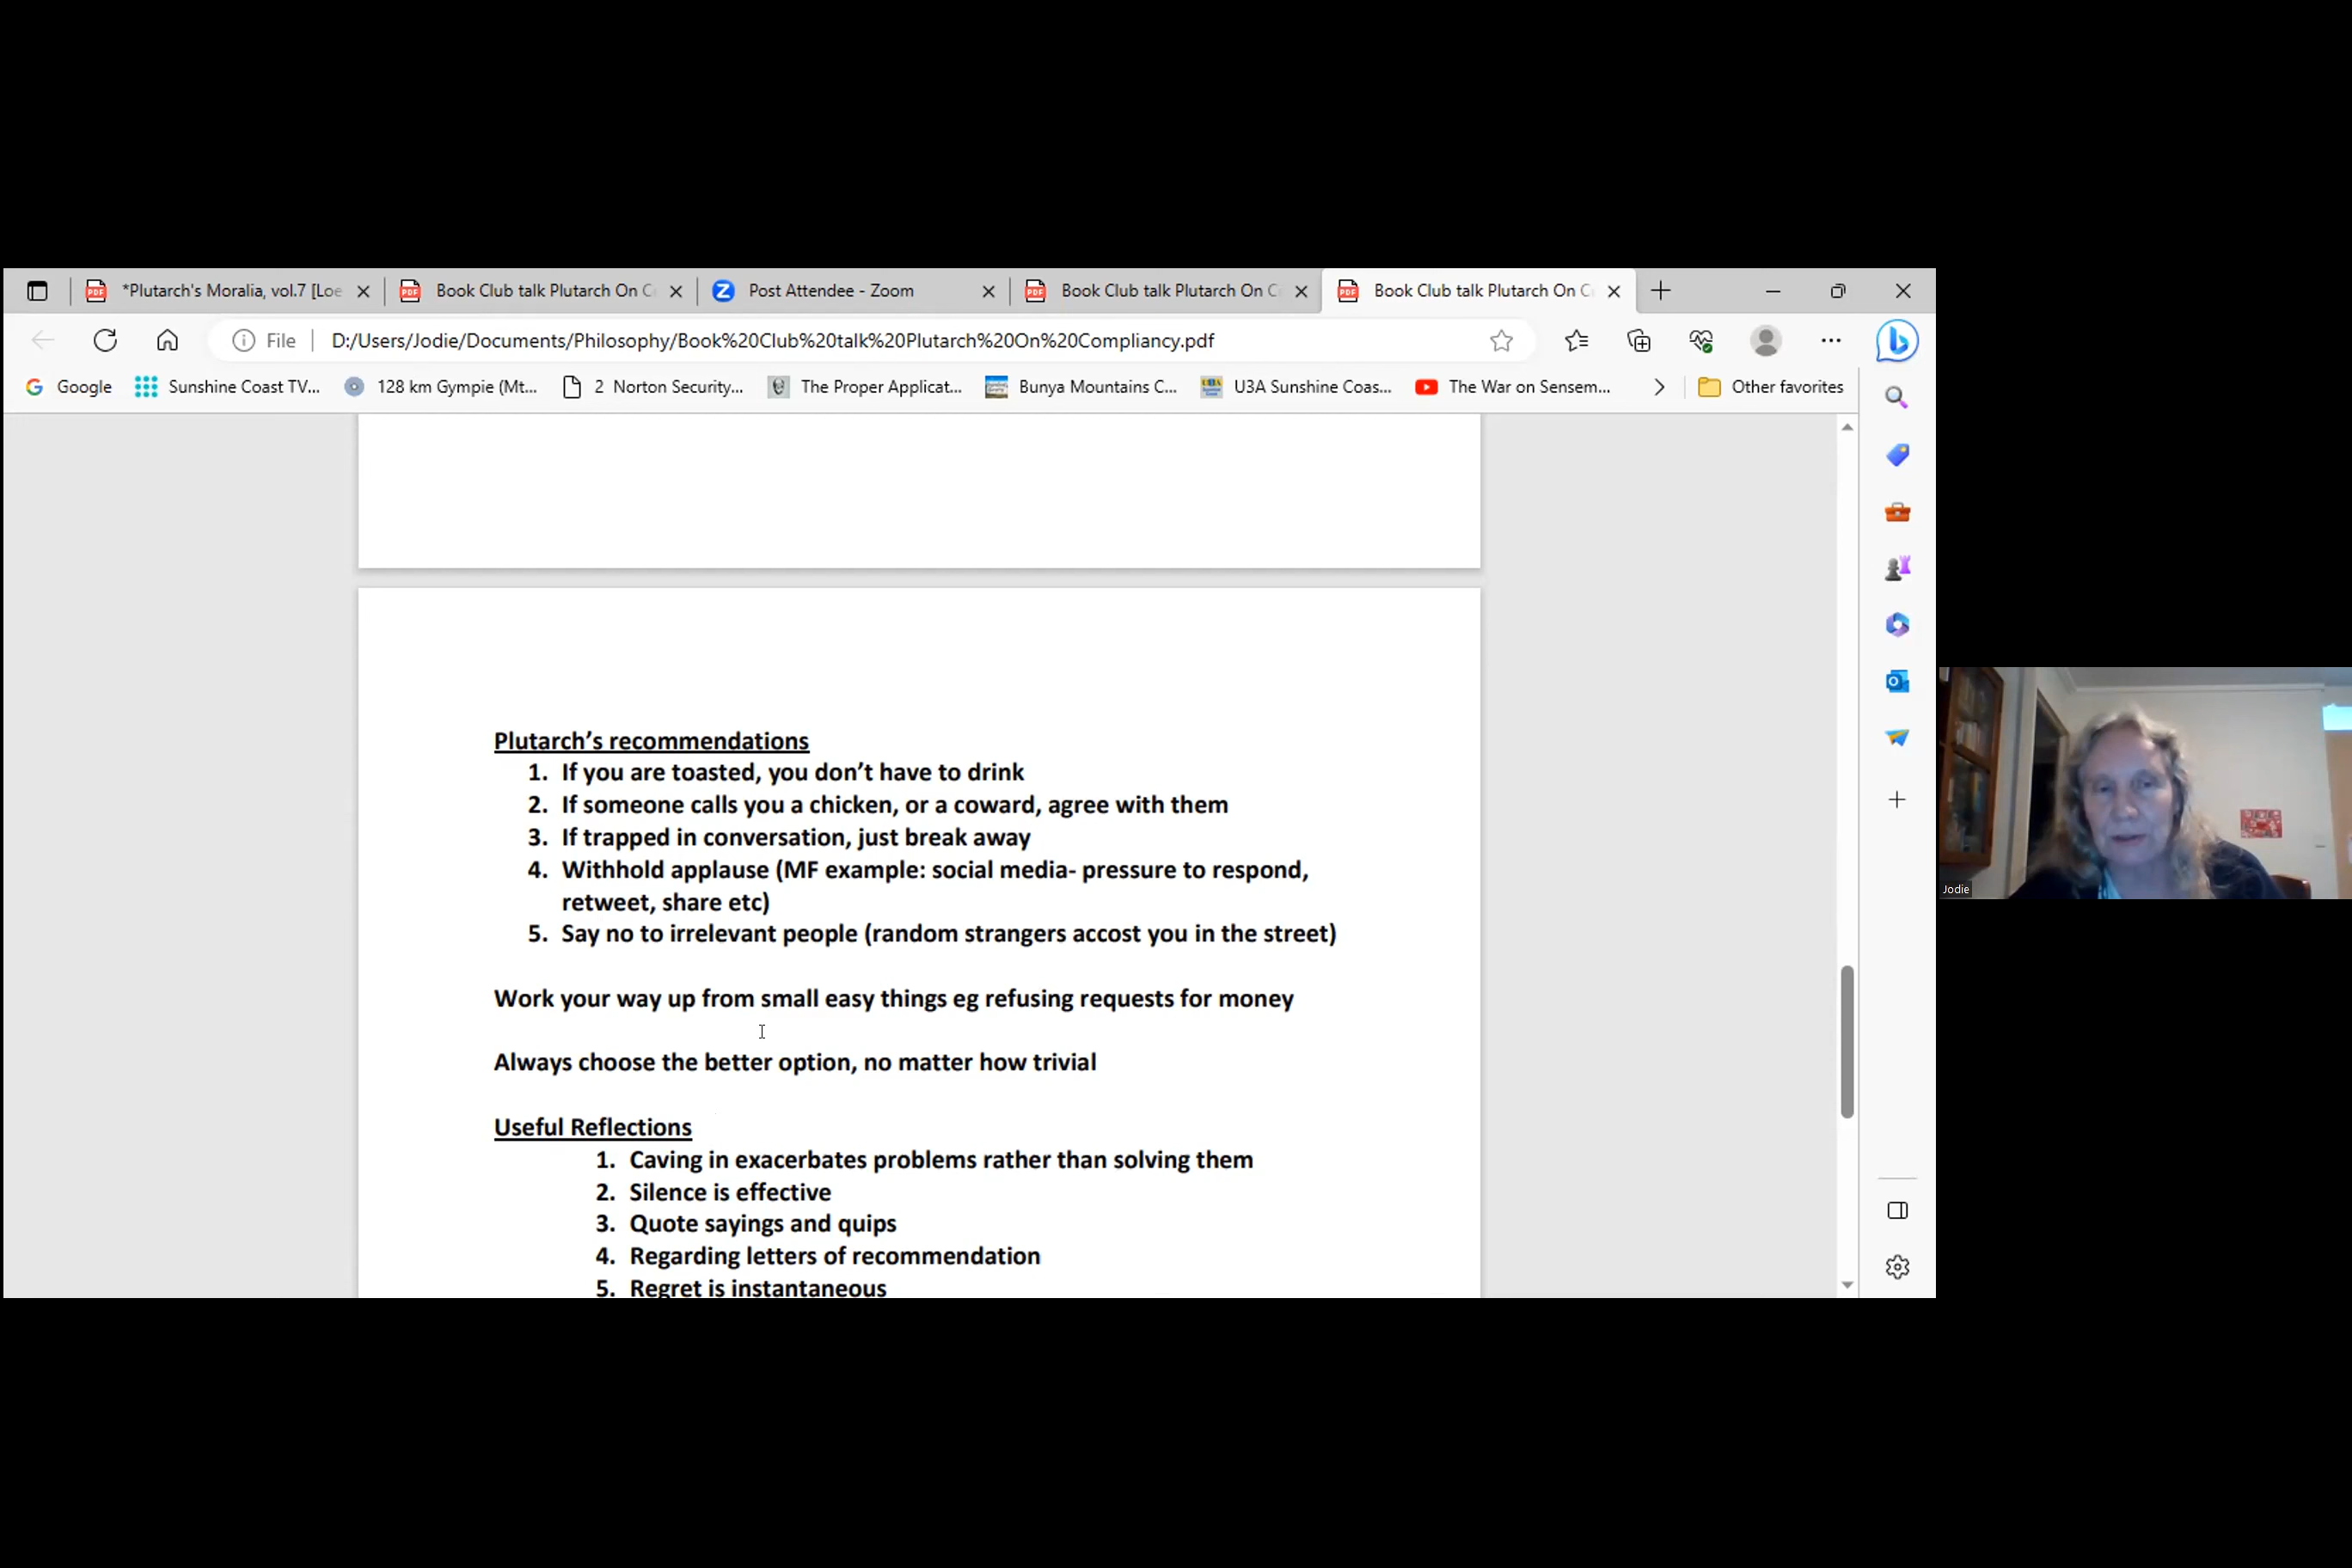 *Plutarch's Moralia, vol.7 [Loe
Book Club talk Plutarch On C
Post Attendee - Zoom
Book Club talk Plutarch On C
Book Club talk Plutarch On C
File
D:/Users/Jodie/Documents/Philosophy/Book%20Club%20talk%20Plutarch%20On%20Compliancy.pdf
Google
Sunshine Coast TV...
128 km Gympie (Mt...
2 Norton Security...
The Proper Applicat...
Bunya Mountains C...
U3A Sunshine Coas...
The War on Sensem...
Other favorites
Plutarch’s recommendations
1. If you are toasted, you don’t have to drink
2. If someone calls you a chicken, or a coward, agree with them
3. If trapped in conversation, just break away
4. Withhold applause (MF example: social media- pressure to respond,
retweet, share etc)
5. Say no to irrelevant people (random strangers accost you in the street)
Work your way up from small easy things eg refusing requests for money
Always choose the better option, no matter how trivial
Useful Reflections
1. Caving in exacerbates problems rather than solving them
2. Silence is effective
3. Quote sayings and quips
4. Regarding letters of recommendation
5. Regret is instantaneous
Jodie